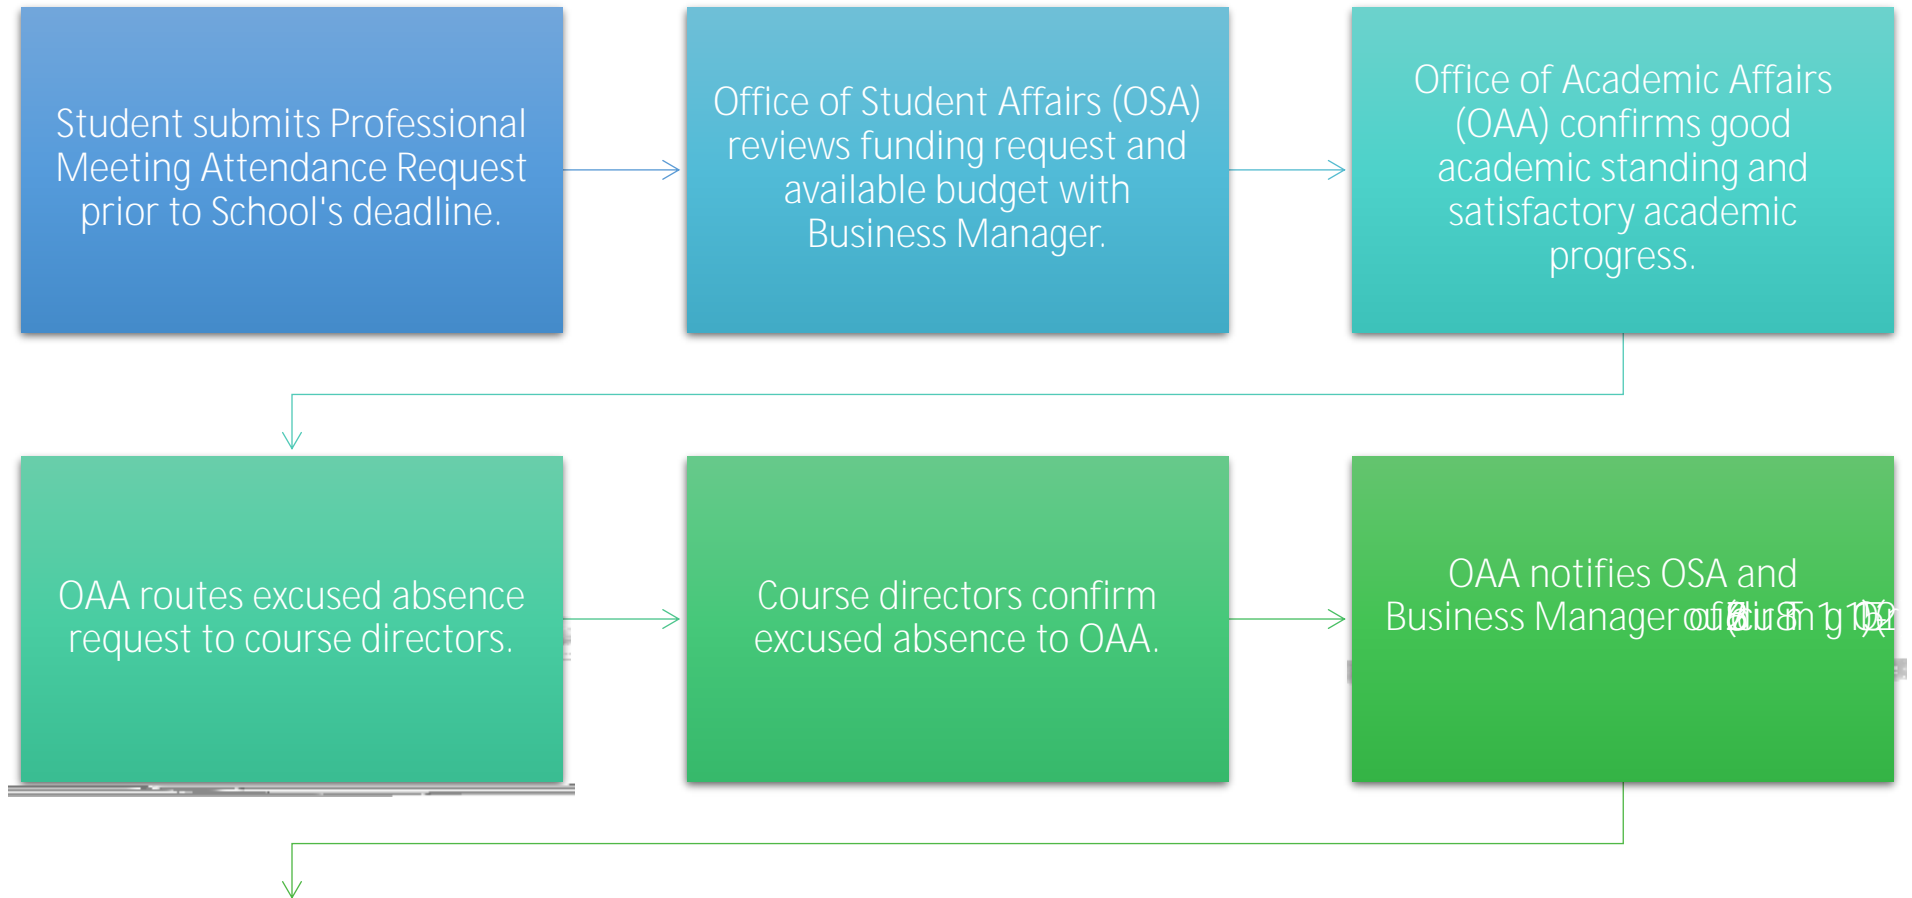 Student submits Professional
Meeting Attendance Request
prior to School's deadline.
Office of Student Affairs (OSA)
reviews funding request and
available budget with
Business Manager.
Office of Academic Affairs
(OAA) confirms good
academic standing and
satisfactory academic
progress.
OAA routes excused absence
request to course directors.
Course directors confirm
excused absence to OAA.
OAA notifies OSA and
Business Manager